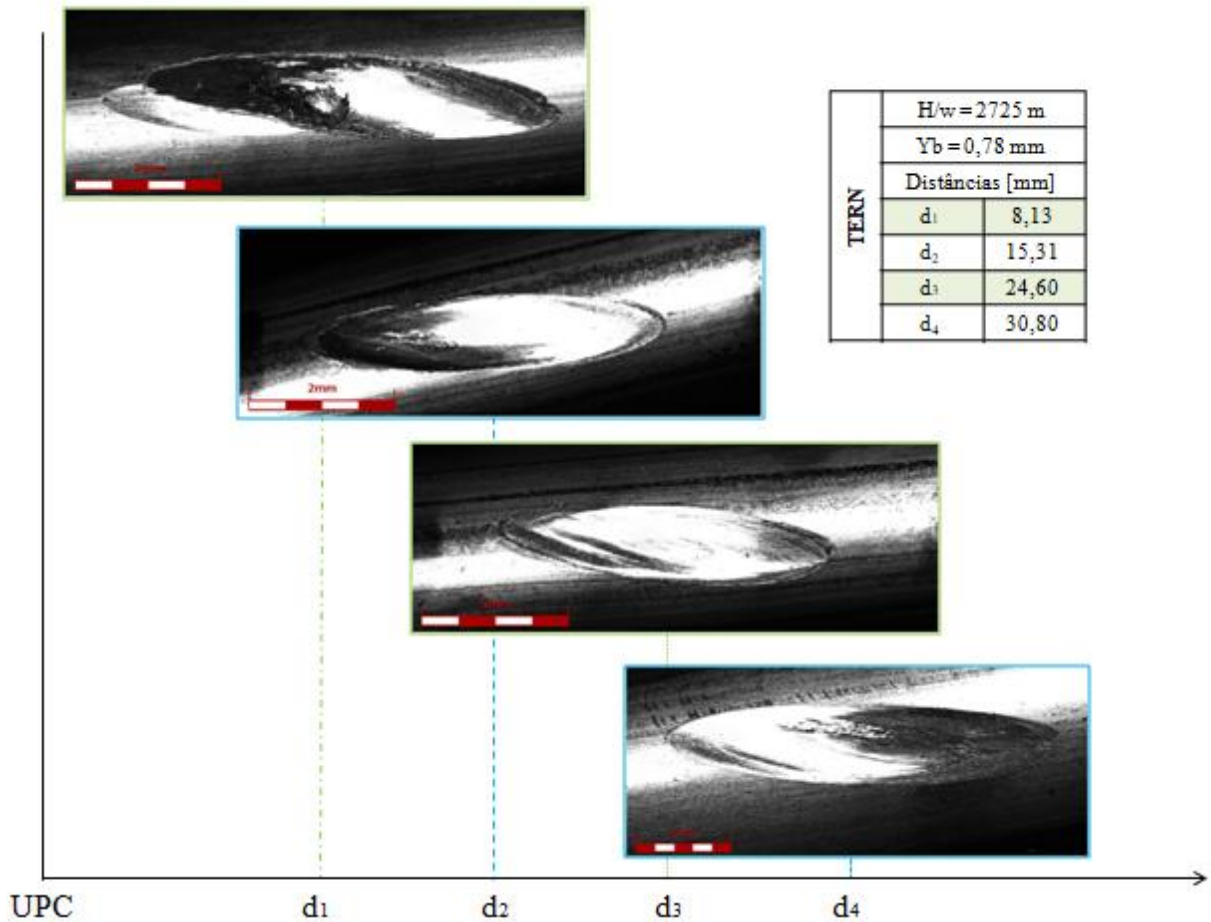 TERN
H/w = 2725 m
Yb = 0,78 mm
Distâncias [mm]
d₁ 8,13
d₂ 15,31
d₃ 24,60
d₄ 30,80
2mm
UPC d₁ d₂ d₃ d₄